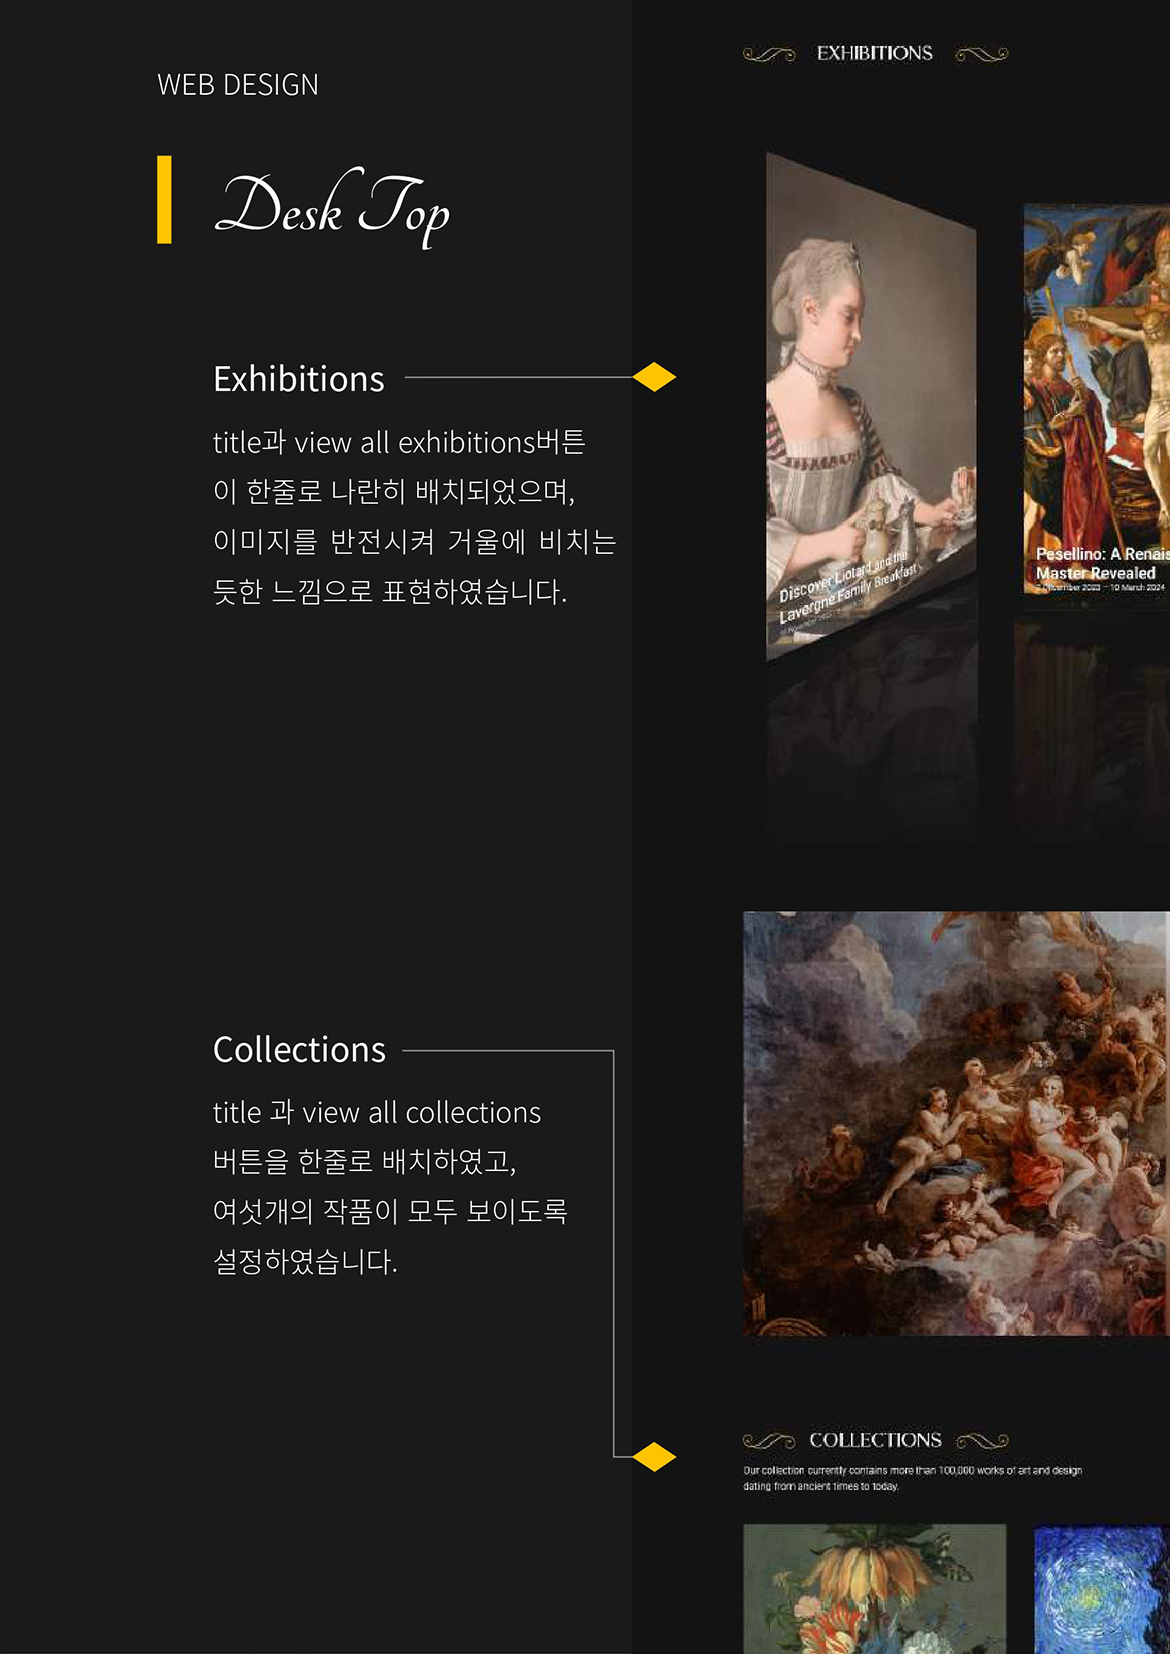 WEB DESIGN
Desk Top
Exhibitions
title과 view all exhibitions버튼
이 한줄로 나란히 배치되었으며,
이미지를 반전시켜 거울에 비치는
듯한 느낌으로 표현하였습니다.
Collections
title 과 view all collections
버튼을 한줄로 배치하였고,
여섯개의 작품이 모두 보이도록
설정하였습니다.
EXHIBITIONS
Discover Liotard and the
Lavergne Family Breakfast
Pesellino: A Renais
Master Revealed
December 2023 – 10 March 2024
COLLECTIONS
Our collection currently contains more than 100,000 works of art and design
dating from ancient times to today.